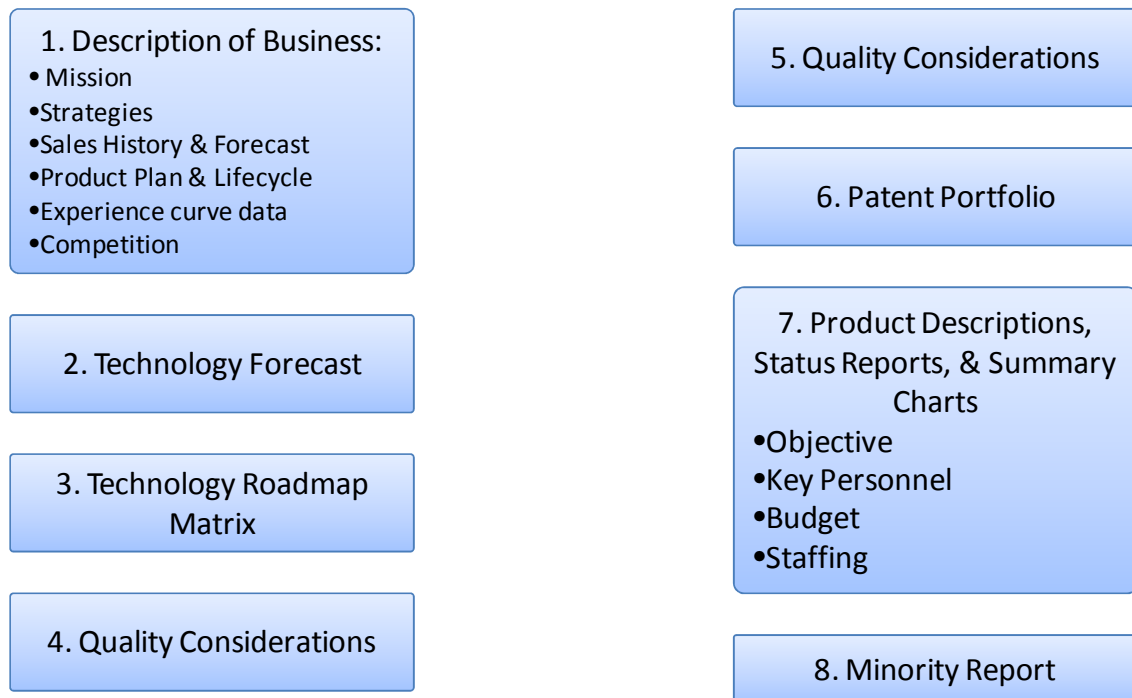 1. Description of Business:
• Mission
•Strategies
•Sales History & Forecast
•Product Plan & Lifecycle
•Experience curve data
•Competition
2. Technology Forecast
3. Technology Roadmap
Matrix
4. Quality Considerations
5. Quality Considerations
6. Patent Portfolio
7. Product Descriptions,
Status Reports, & Summary
Charts
•Objective
•Key Personnel
•Budget
•Staffing
8. Minority Report